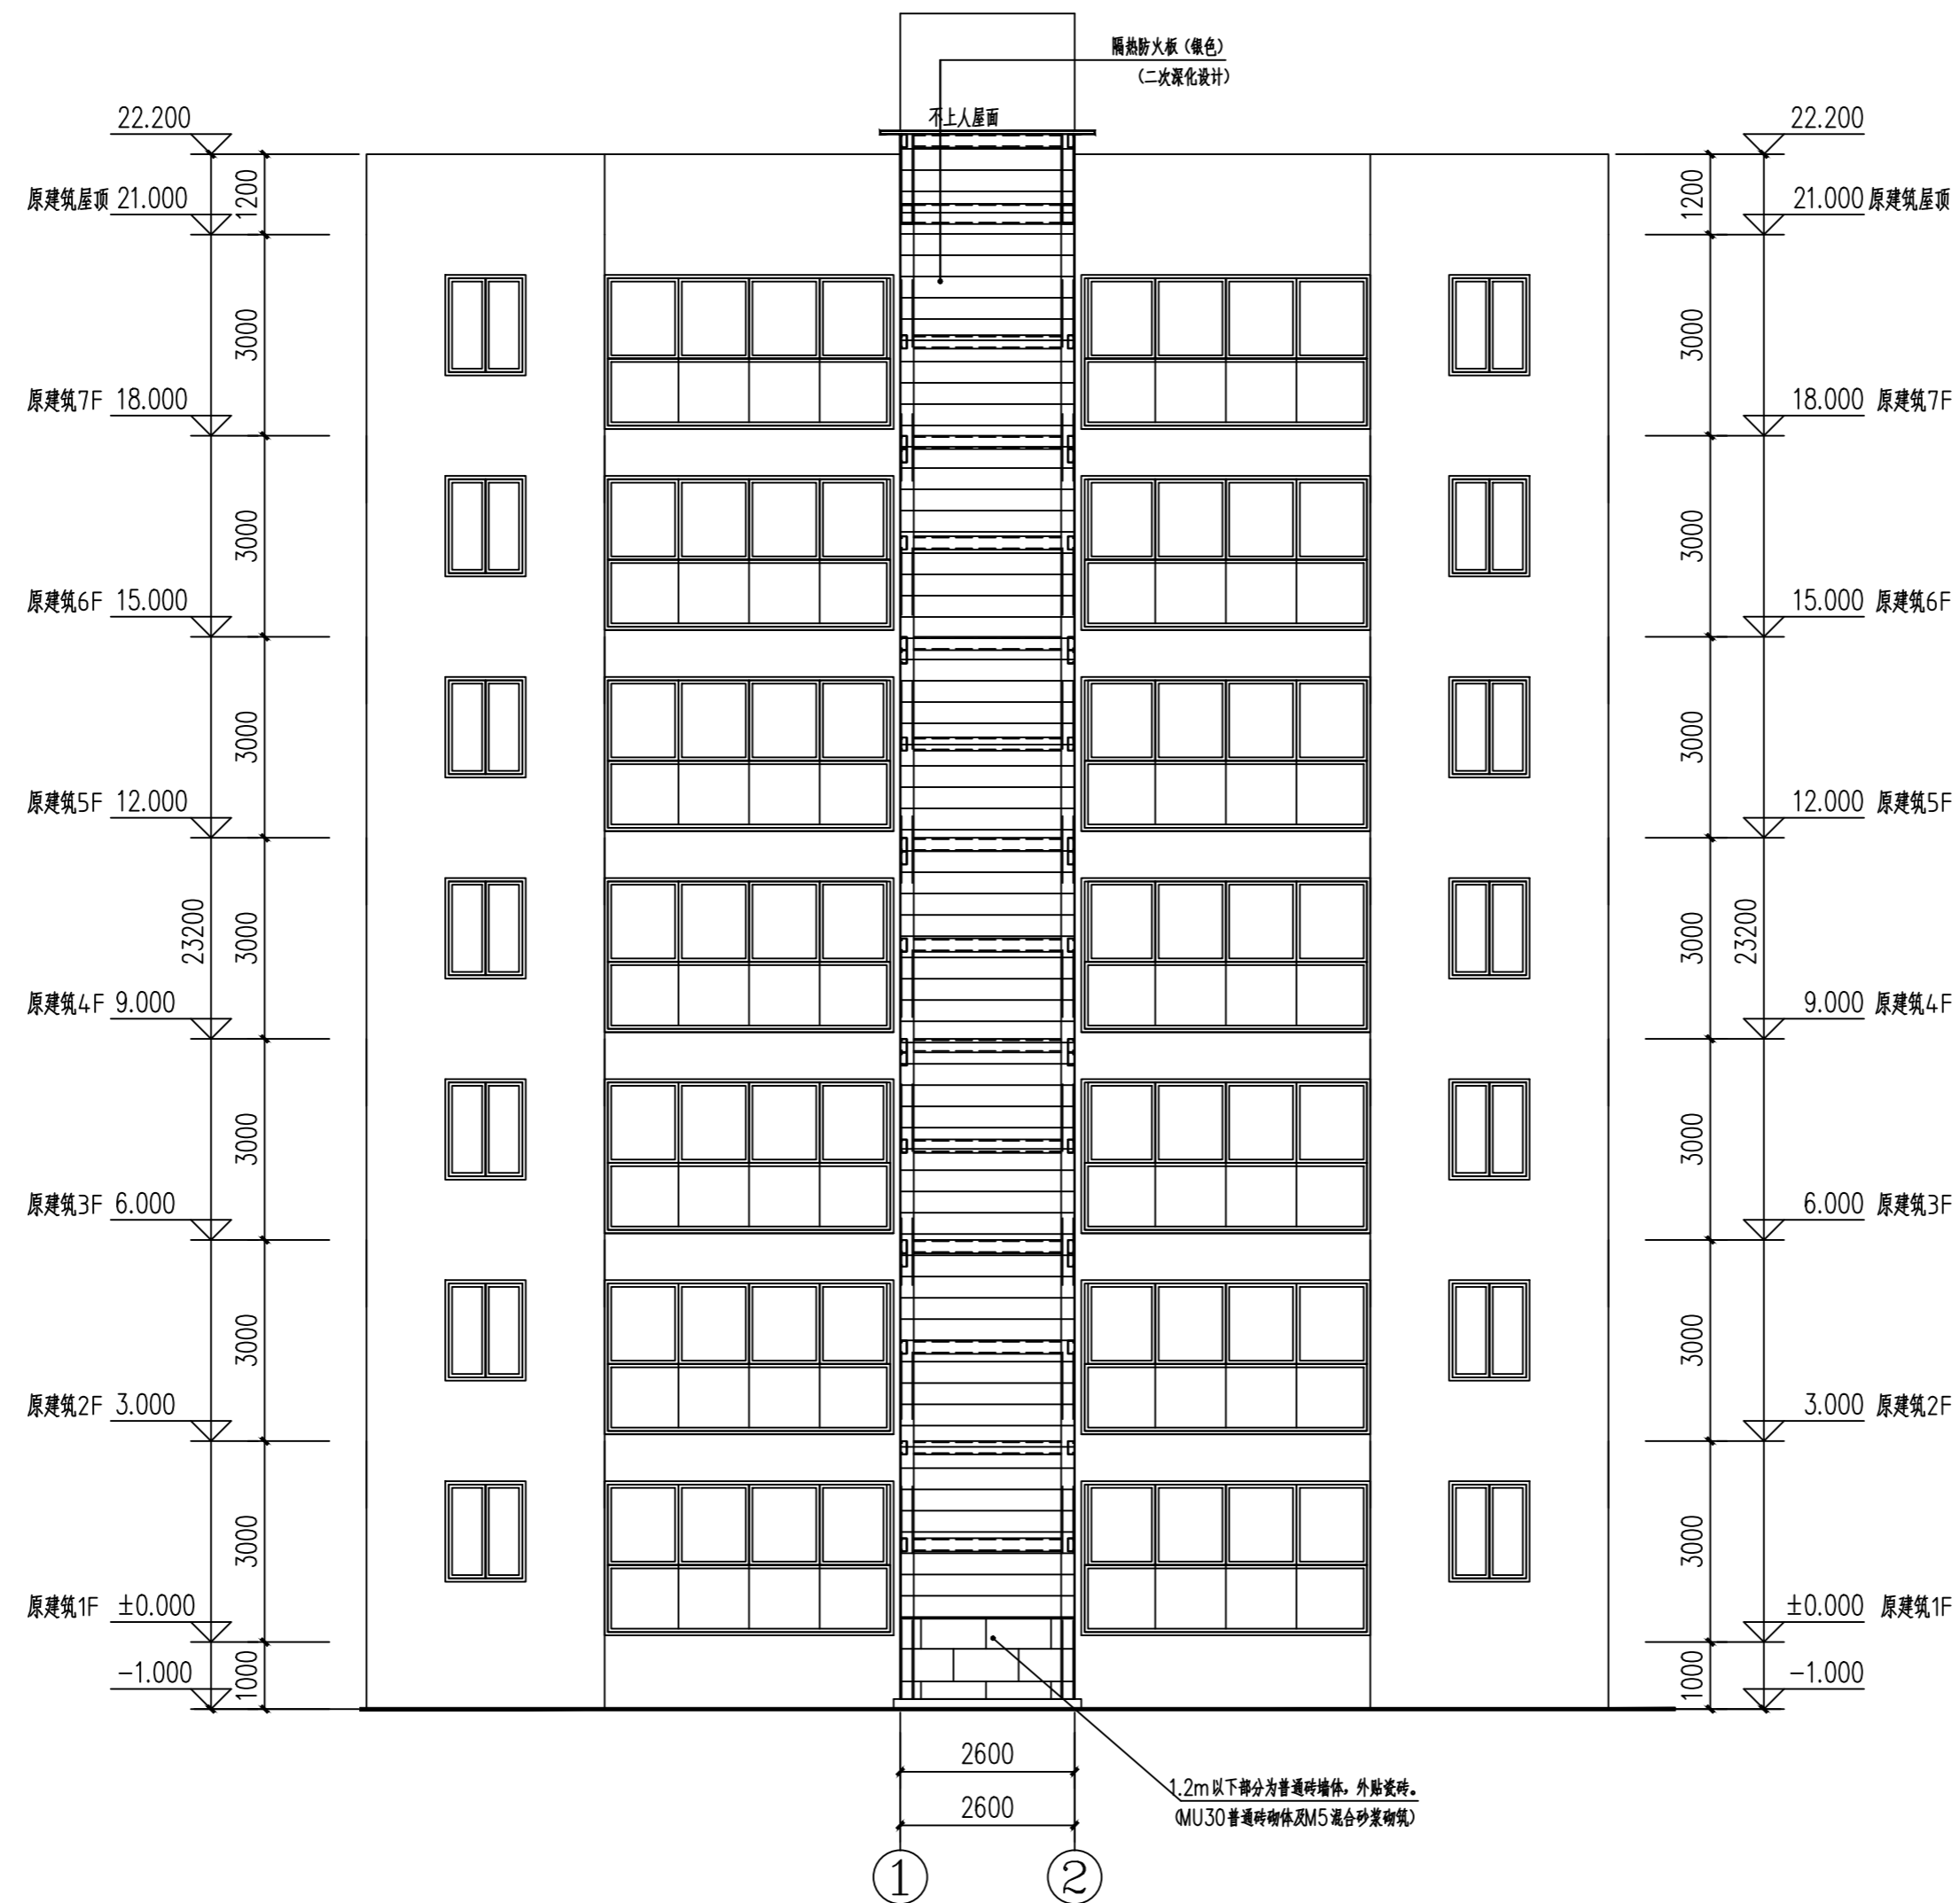 隔热防火板（银色）
（二次深化设计）
不上人屋面
22.200
22.200
1200
1200
原建筑屋顶 21.000
21.000 原建筑屋顶
3000
3000
原建筑7F 18.000
18.000 原建筑7F
3000
3000
原建筑6F 15.000
15.000 原建筑6F
3000
3000
原建筑5F 12.000
12.000 原建筑5F
23200
3000
3000
23200
原建筑4F 9.000
9.000 原建筑4F
3000
3000
原建筑3F 6.000
6.000 原建筑3F
3000
3000
原建筑2F 3.000
3.000 原建筑2F
3000
3000
原建筑1F ±0.000
±0.000 原建筑1F
-1.000
1000
1000
-1.000
2600
1.2m以下部分为普通砖墙体，外贴瓷砖。
2600
（MU30普通砖砌体及M5混合砂浆砌筑）
1
2